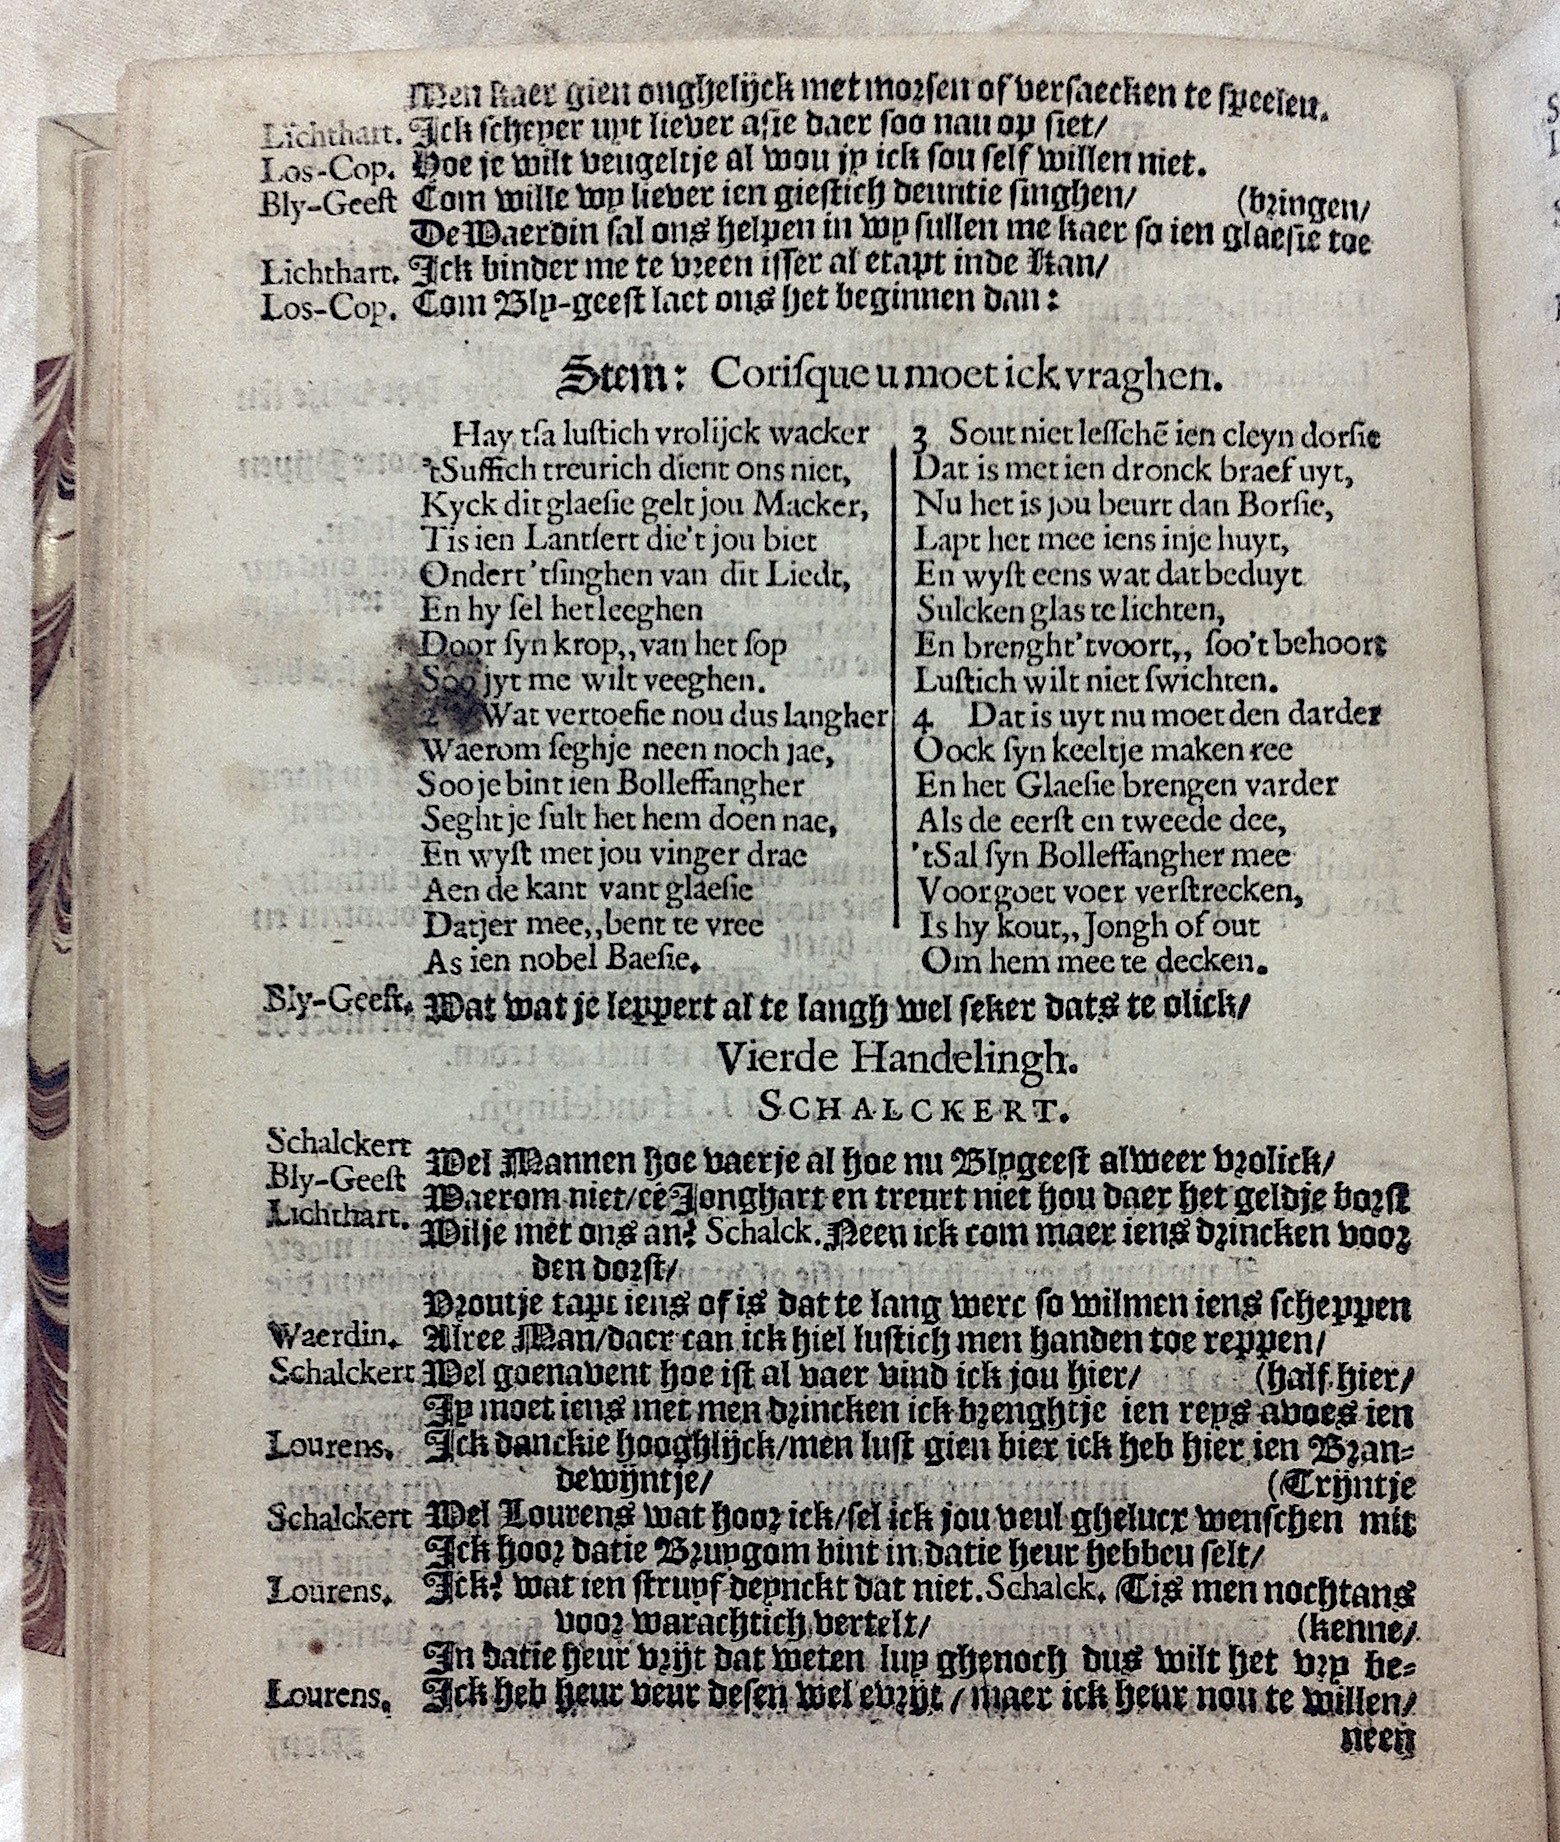 Men kaer gien onghelijck met morsen of versaecken te speelen.
Lichthart. Ick scheyer uyt liever asie daer soo nau op siet/
Los-Cop. Hoe je wilt veugeltje al wou jy ick sou self willen niet.
Bly-Geest Com wille wy liever ien giestich deuntie singhen/ (bringen/
De Waerdin sal ons helpen in wy sullen me kaer so ien glaesie toe
Lichthart. Ick binder me te vreen isser al etapt inde Kan/
Los-Cop. Com Bly-geest laet ons het beginnen dan:
Stem: Corisque u moet ick vraghen.
Hay tsa lustich vrolijck wacker
'tSuffich treurich dient ons niet,
Kyck dit glaesie gelt jou Macker,
Tis ien Lantsert die't jou biet
Ondert 'tsinghen van dit Liedt,
En hy sel het leeghen
Door syn krop,, van het sop
Soo jyt me wilt veeghen.
2 Wat vertoefie nou dus langher
Waerom seghje neen noch jae,
Soo je bint ien Bolleffangher
Seght je sult het hem doen nae,
En wyst met jou vinger drae
Aen de kant vant glaesie
Datjer mee,, bent te vree
As ien nobel Baesie.
3 Sout niet lesschẽ ien cleyn dorsie
Dat is met ien dronck braef uyt,
Nu het is jou beurt dan Borsie,
Lapt het mee iens inje huyt,
En wyst eens wat dat beduyt
Sulcken glas te lichten,
En brenght 'tvoort,, soo't behoort
Lustich wilt niet swichten.
4 Dat is uyt nu moet den darder
Oock syn keeltje maken ree
En het Glaesie brengen varder
Als de eerst en tweede dee,
'tSal syn Bolleffangher mee
Voor goet voer verstrecken,
Is hy kout,, Jongh of out
Om hem mee te decken.
Bly-Geest. Wat wat je leppert al te langh wel seker dats te olick/
Vierde Handelingh.
SCHALCKERT.
Schalckert Wel Mannen hoe vaerje al hoe nu Blygeest alweer vrolick/
Bly-Geest Waerom niet/ cé Jonghart en treurt niet hou daer het geldje borst
Lichthart. Wilje met ons an? Schalck. Neen ick com maer iens drincken voor
den dorst/
Vroutje tapt iens of is dat te lang werc so wilmen iens scheppen
Waerdin. Alree Man/ daer can ick hiel lustich men handen toe reppen/
Schalckert Wel goenavent hoe ist al vaer vind ick jou hier/ (half hier/
Jy moet iens met men drincken ick brenghtje ien reys avoes ien
Lourens. Ick danckie hooghlijck/ men lust gien bier ick heb hier ien Bran-
dewijntje/ (Trijntje
Schalckert Wel Lourens wat hoor ick/ sel ick jou veul gheluck wenschen mit
Ick hoor datie Bruygom bint in datie heur hebben selt/
Lourens. Ick? wat ien struyf deynckt dat niet. Schalck. Tis men nochtans
voor warachtich vertelt/ (kenne/
In datie heur vrijt dat weten luy ghenoch dus wilt het vry be-
Lourens. Ick heb heur veur desen wel evrijt/ maer ick heur nou te willen/
neen